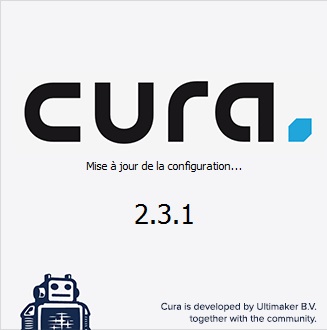 cura.
Mise à jour de la configuration...
2.3.1
Cura is developed by Ultimaker B.V.
together with the community.